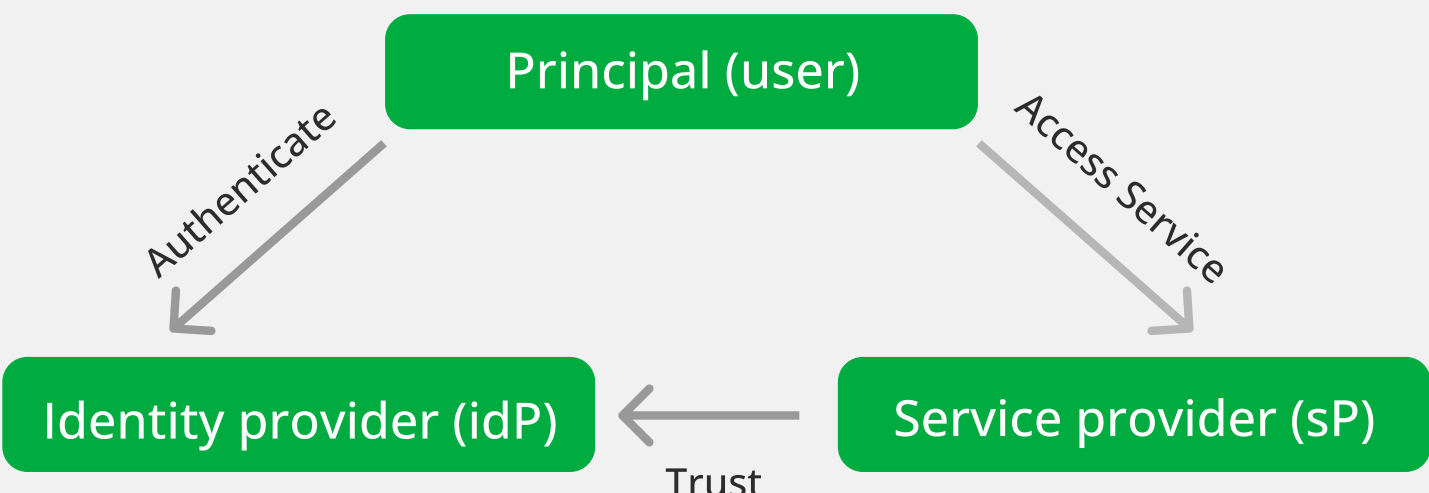 Principal (user)
Authenticate
Access Service
Identity provider (idP)
Service provider (sP)
Trust